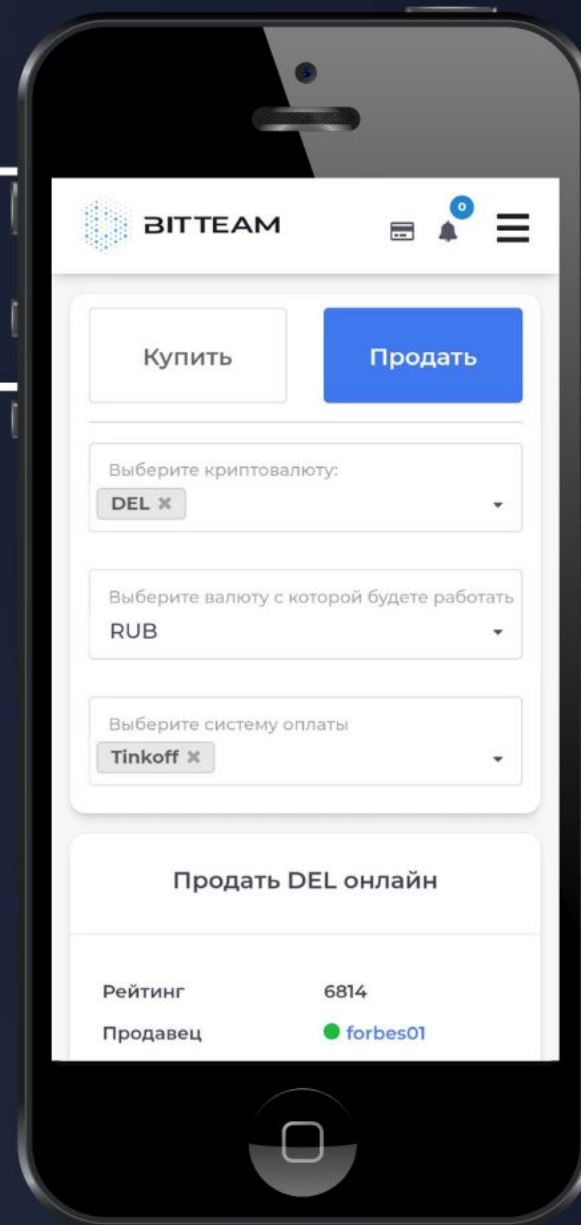 BITTEAM
0
Купить Продать
Выберите криптовалюту:
DEL ×
Выберите валюту с которой будете работать
RUB
Выберите систему оплаты
Tinkoff ×
Продать DEL онлайн
Рейтинг 6814
Продавец forbes01